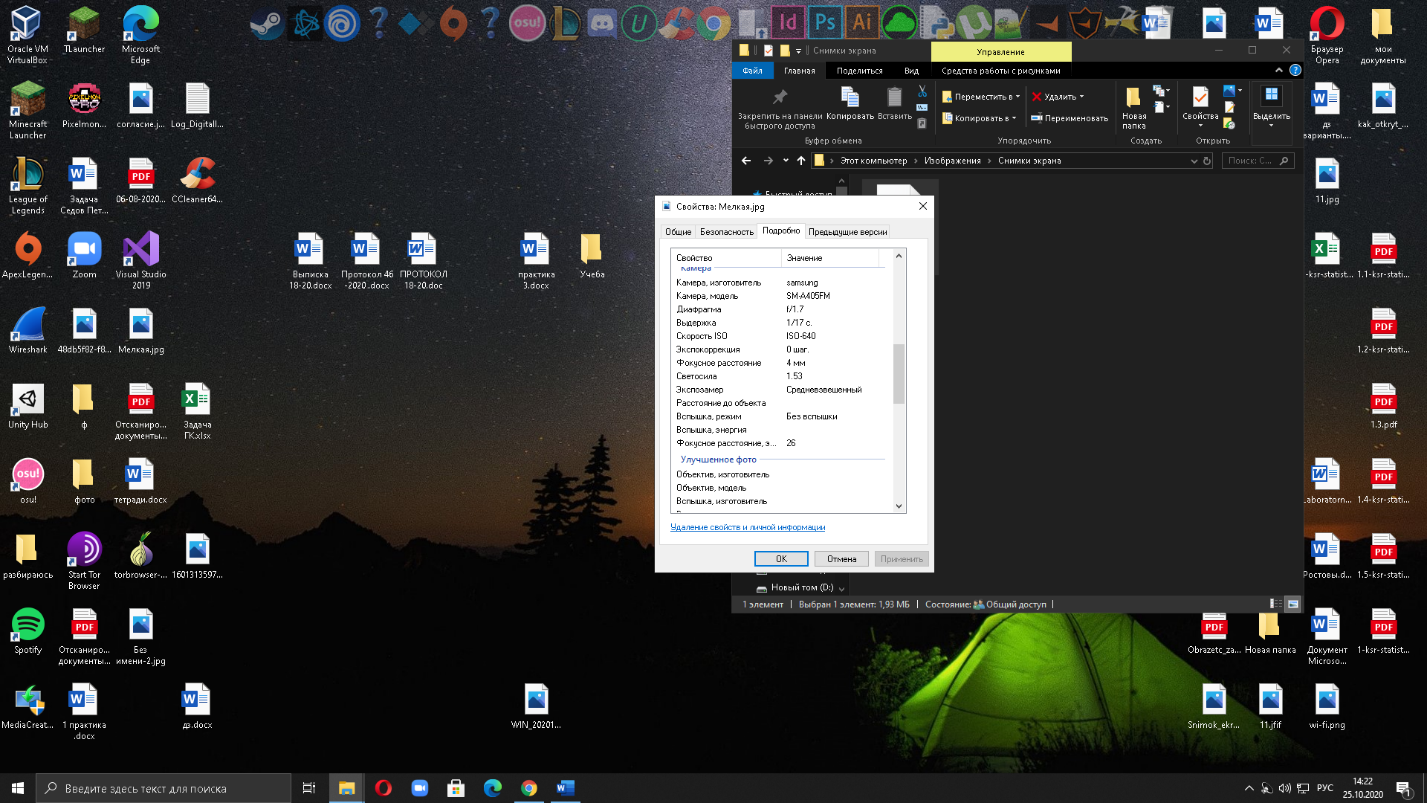 Oracle VM
VirtualBox
TLauncher
Microsoft
Edge
Minecraft
Launcher
Pixelmon...
согласие.j...
Log_Digitall...
League of
Legends
Задача
Седов Пет...
06-08-2020...
CCleaner64...
ApexLegen...
Zoom
Visual Studio
2019
Выписка
18-20.docx
Протокол 46
-2020 .docx
ПРОТОКОЛ
18-20.doc
практика
3.docx
Учеба
Wireshark
48db5f82-f8...
Мелкая.jpg
Unity Hub
ф
Отсканиро...
документы...
Задача
ГК.xlsx
osu!
фото
тетради.docx
разбираюсь
Start Tor
Browser
torbrowser-...
1601313597...
Spotify
Отсканиро...
документы...
Без
имени-2.jpg
MediaCreat...
1 практика
.docx
дз.docx
WIN_20201...
osu!
Id
Ps
Ai
Браузер
Opera
мои
документы
дз
варианты...
kak_otkryt_...
11.jpg
-ksr-statist...
1.1-ksr-stati...
1.2-ksr-stati...
1.3.pdf
Laboratorn...
1.4-ksr-stati...
Ростовы.d...
1.5-ksr-stati...
Obrazetc_za...
Новая папка
Документ
Microso...
1-ksr-statist...
Snimok_ekr...
11.jfif
wi-fi.png
Снимки экрана
Управление
Файл
Главная
Поделиться
Вид
Средства работы с рисунками
Закрепить на панели
быстрого доступа
Копировать
Вставить
Переместить в
Копировать в
Удалить
Переименовать
Новая
папка
Свойства
Выделить
Буфер обмена
Упорядочить
Создать
Открыть
Этот компьютер › Изображения › Снимки экрана
Поиск: С...
Быстрый доступ
Свойства: Мелкая.jpg
Общие
Безопасность
Подробно
Предыдущие версии
Свойство Значение
Камера
Камера, изготовитель samsung
Камера, модель SM-A405FM
Диафрагма f/1.7
Выдержка 1/17 с.
Скорость ISO ISO-640
Экспокоррекция 0 шаг.
Фокусное расстояние 4 мм
Светосила 1.53
Экспозамер Средневзвешенный
Расстояние до объекта
Вспышка, режим Без вспышки
Вспышка, энергия
Фокусное расстояние, э... 26
Улучшенное фото
Объектив, изготовитель
Объектив, модель
Вспышка, изготовитель
Удаление свойств и личной информации
OK
Отмена
Применить
Новый том (D:)
1 элемент
Выбран 1 элемент: 1,93 МБ
Состояние: Общий доступ
Введите здесь текст для поиска
РУС
14:22
25.10.2020
1